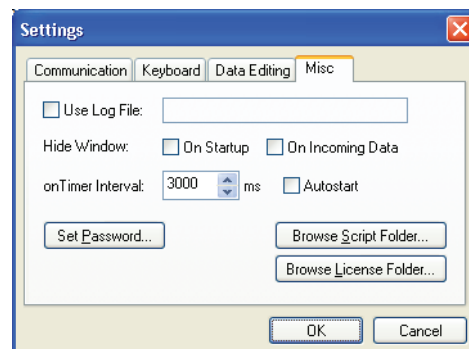 Settings
Communication Keyboard Data Editing Misc
Use Log File:
Hide Window: On Startup On Incoming Data
onTimer Interval: 3000 ms Autostart
Set Password... Browse Script Folder...
Browse License Folder...
OK Cancel